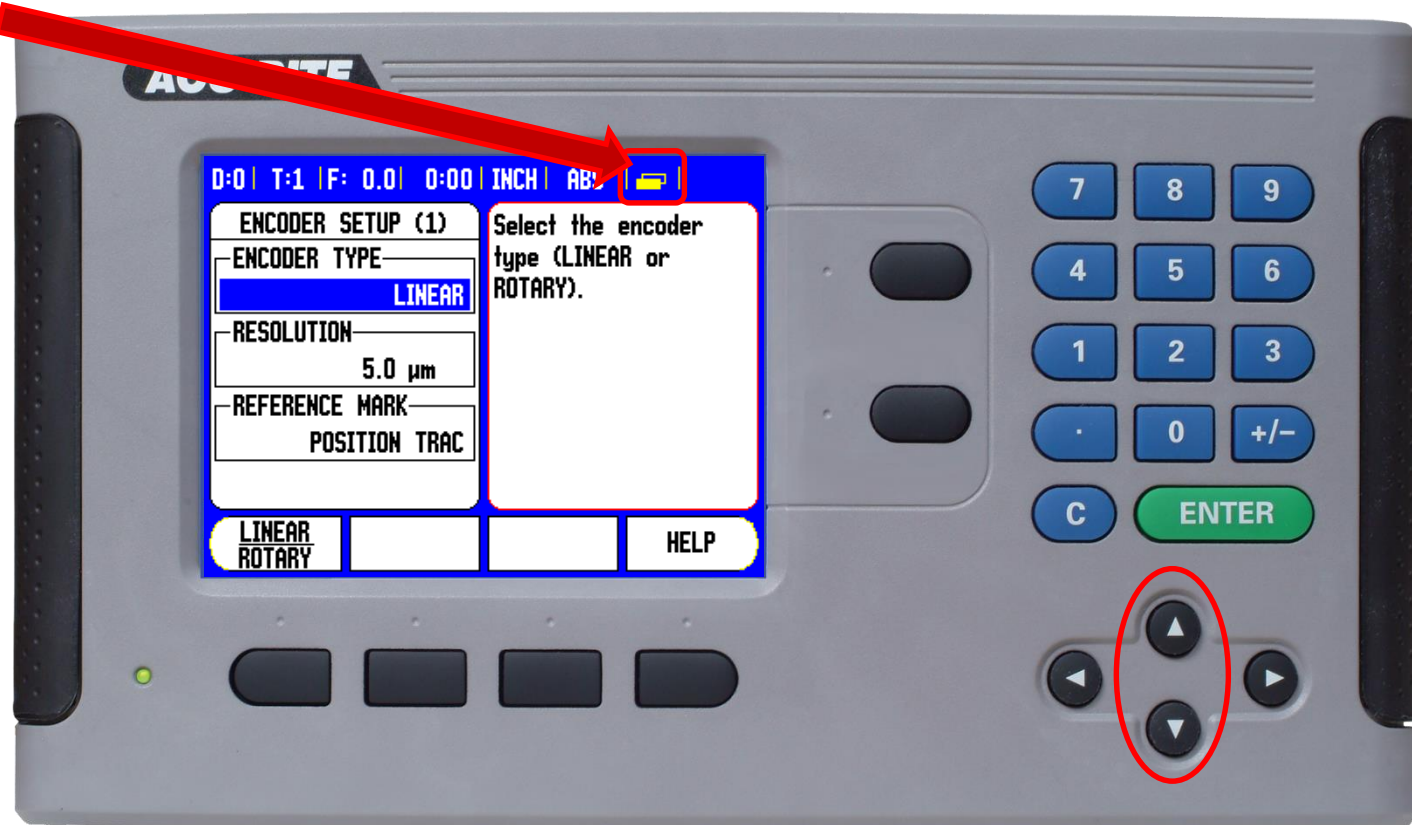 D:0 | T:1 | F: 0.0 | 0:00 | INCH |
ENCODER SETUP (1)
ENCODER TYPE
LINEAR
RESOLUTION
5.0 µm
REFERENCE MARK
POSITION TRAC
Select the encoder
type (LINEAR or
ROTARY).
LINEAR
ROTARY
HELP
7 8 9
4 5 6
1 2 3
. 0 +/-
C ENTER